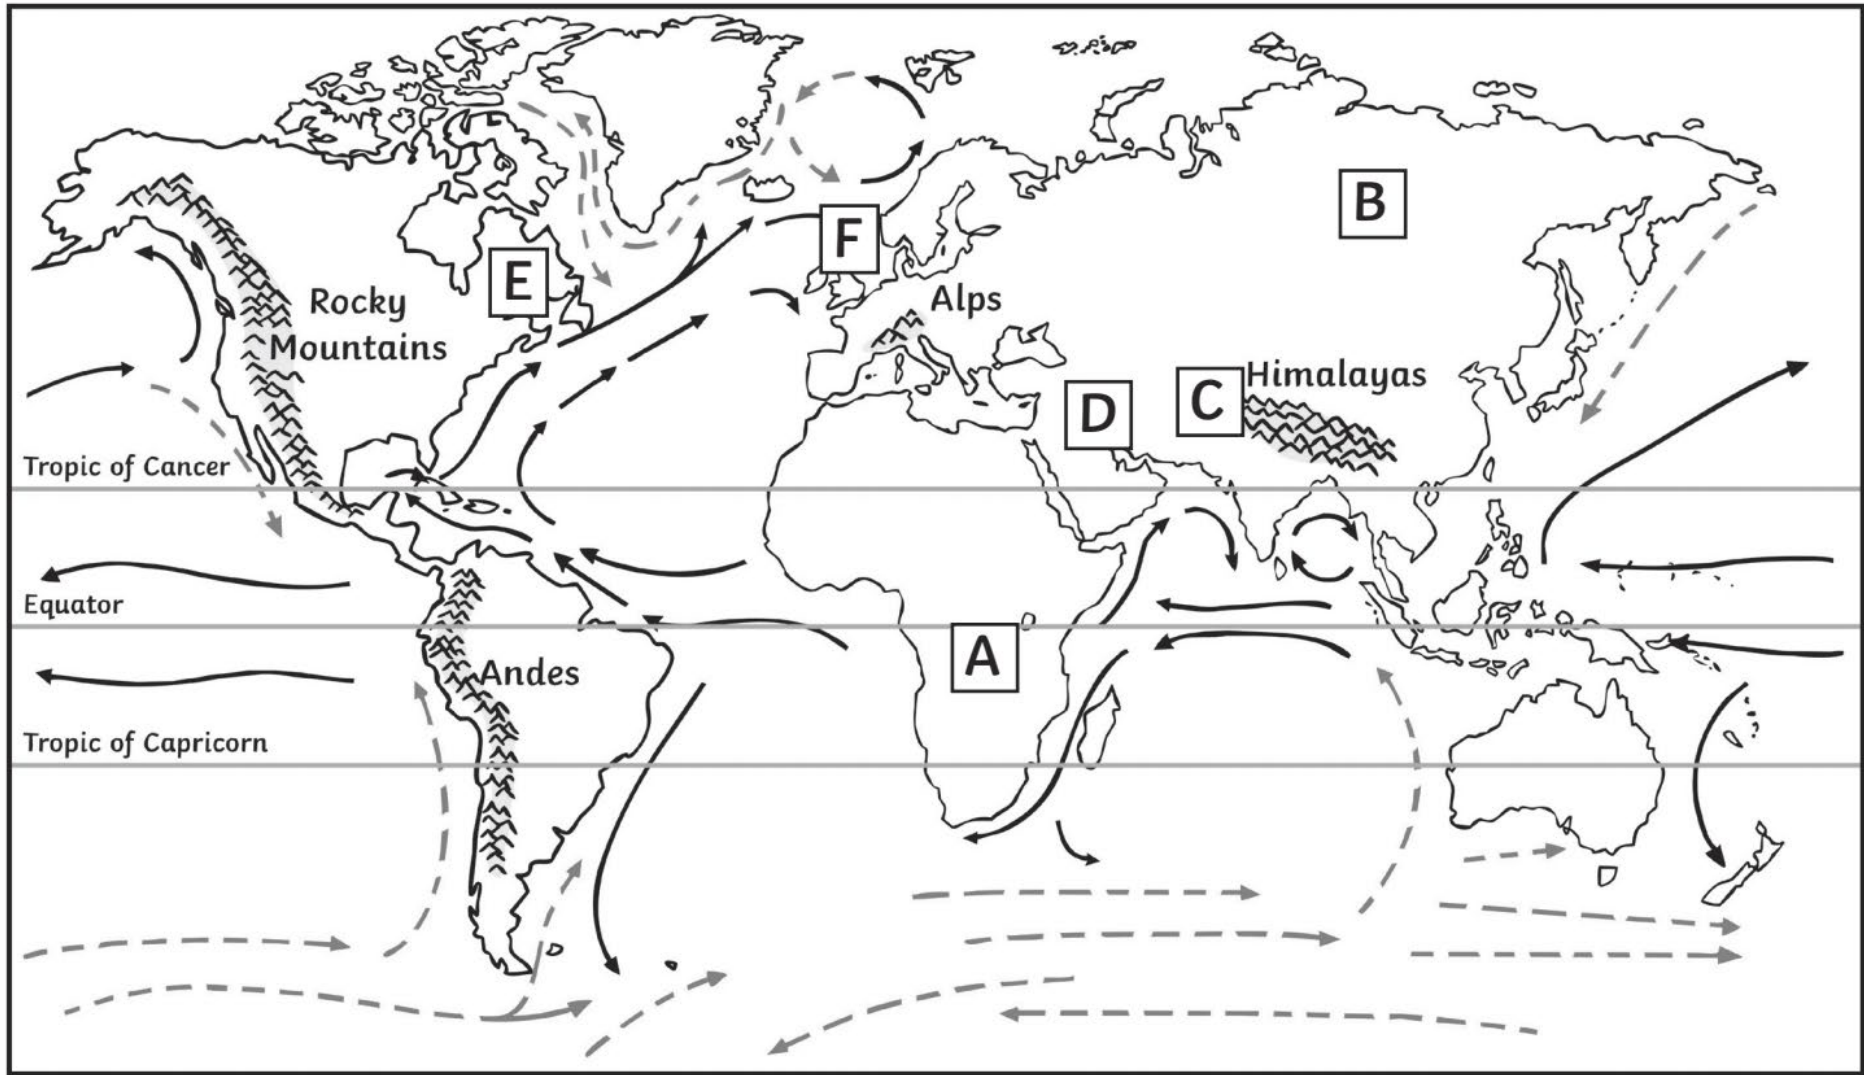 B
F
E
Rocky
Mountains
Alps
Himalayas
D
C
Tropic of Cancer
Equator
A
Andes
Tropic of Capricorn